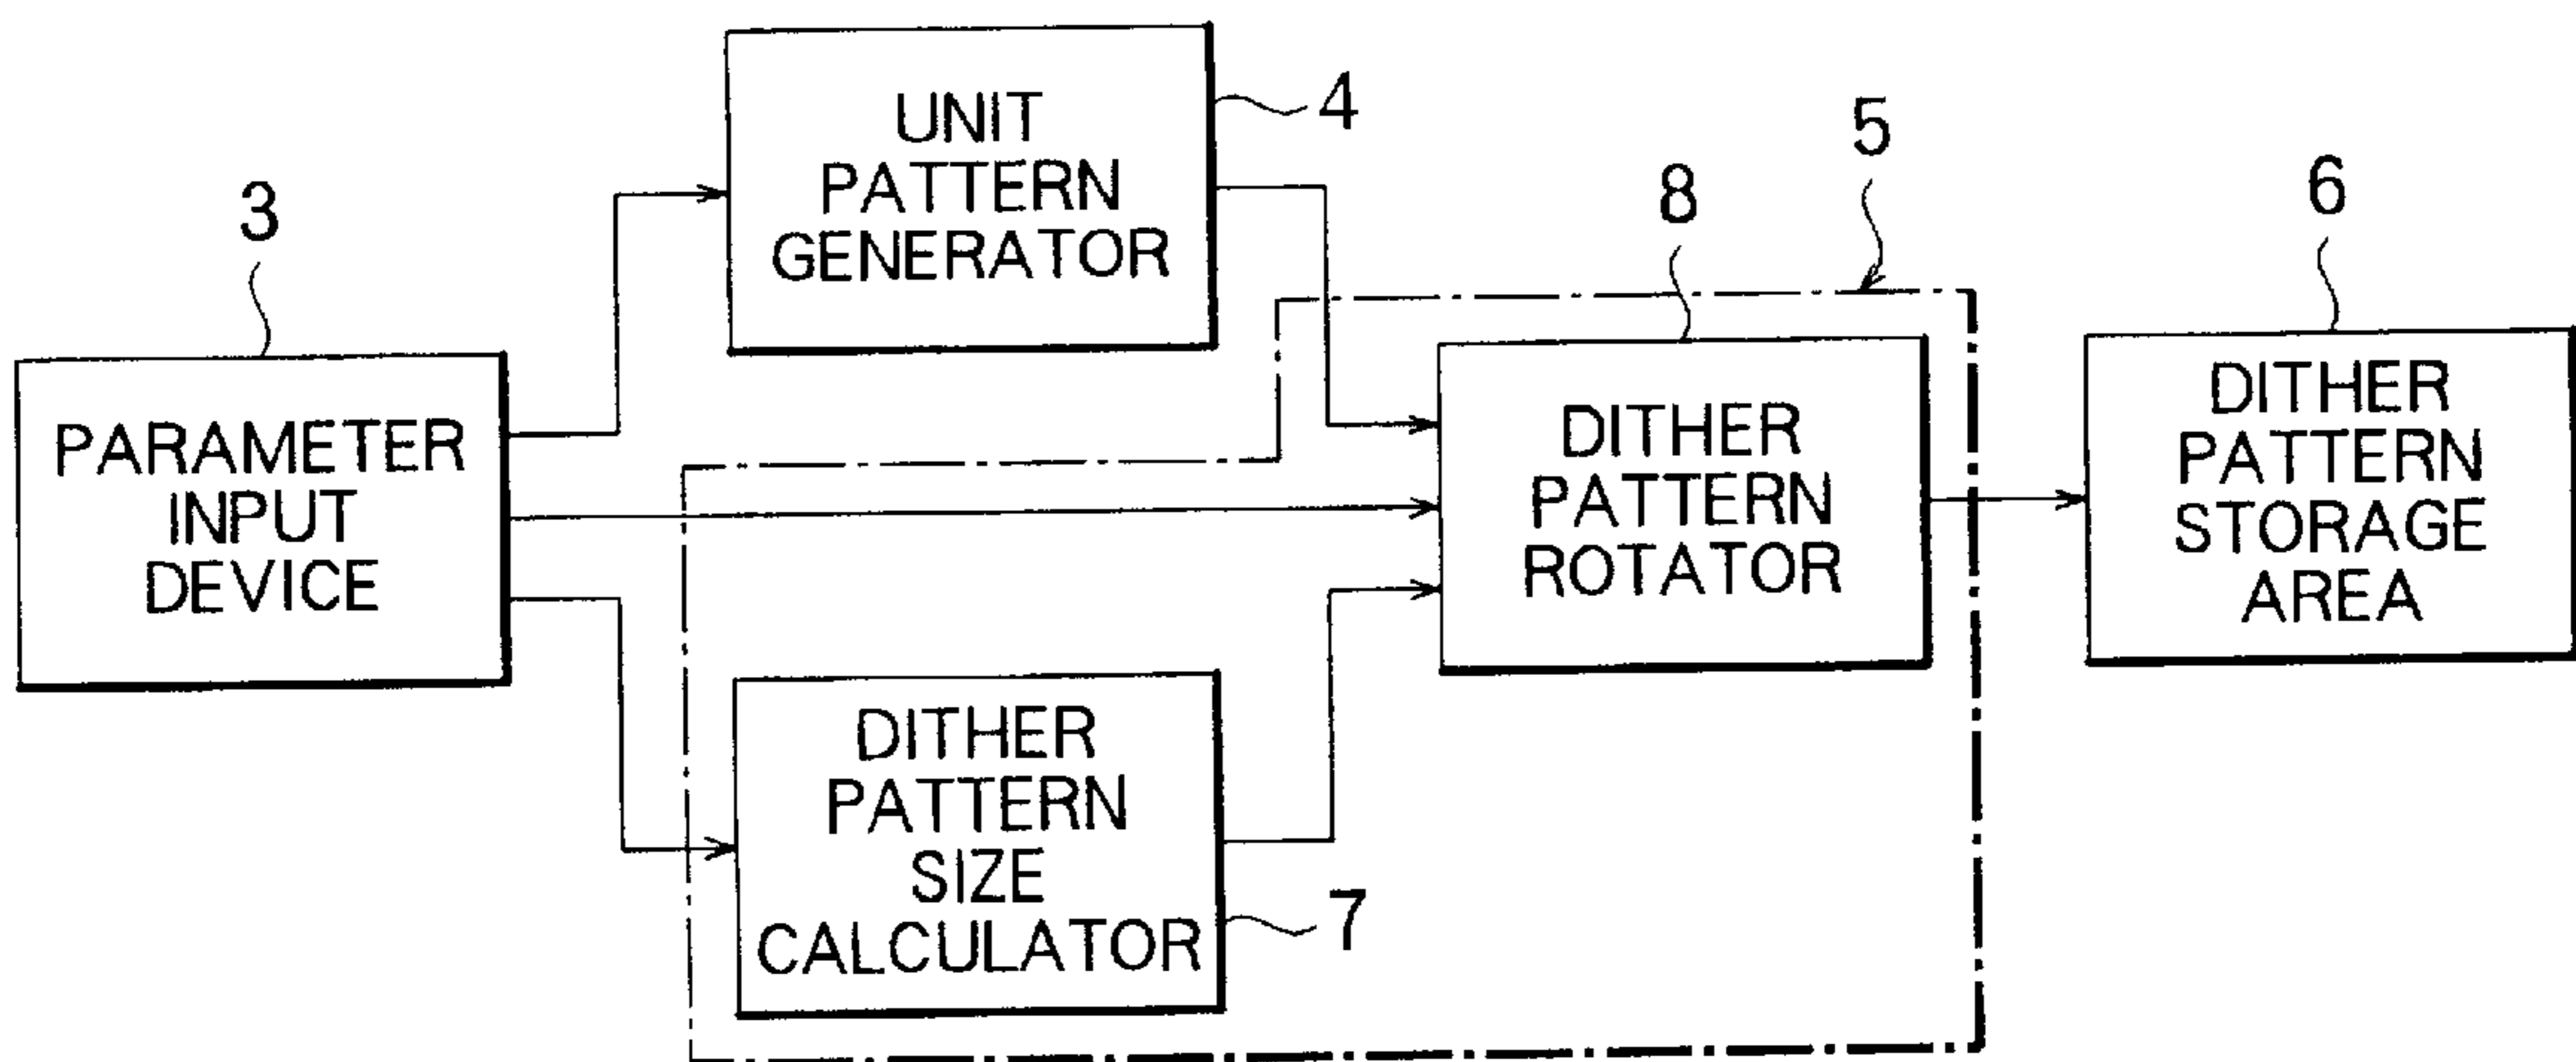 3
PARAMETER
INPUT
DEVICE
UNIT
PATTERN
GENERATOR
4
5
8
DITHER
PATTERN
ROTATOR
6
DITHER
PATTERN
STORAGE
AREA
DITHER
PATTERN
SIZE
CALCULATOR
7